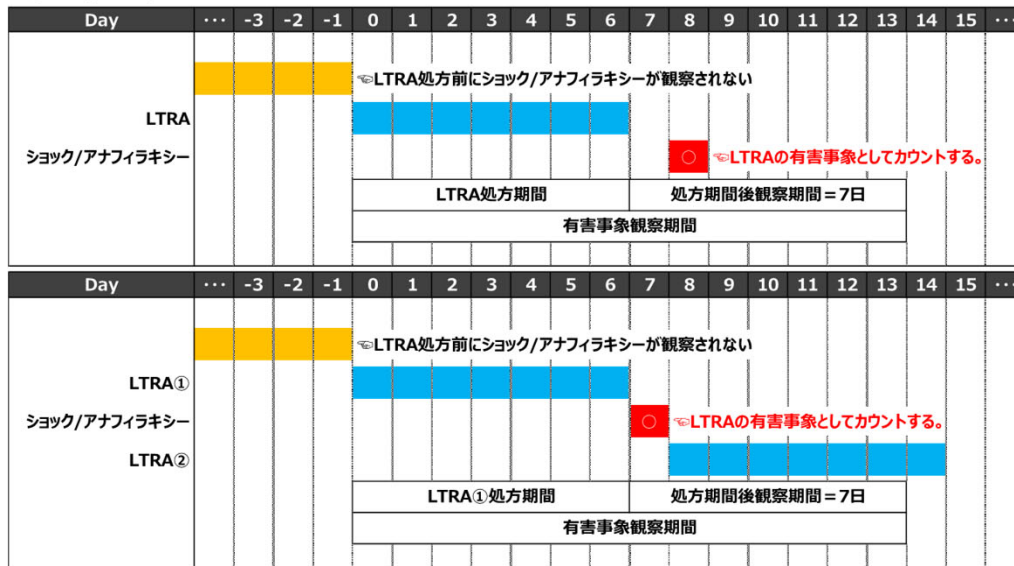 Day … -3 -2 -1 0 1 2 3 4 5 6 7 8 9 10 11 12 13 14 15 …
☜LTRA処方前にショック/アナフィラキシーが観察されない
LTRA
ショック/アナフィラキシー ○ ☜LTRAの有害事象としてカウントする。
LTRA処方期間 処方期間後観察期間＝7日
有害事象観察期間
Day … -3 -2 -1 0 1 2 3 4 5 6 7 8 9 10 11 12 13 14 15 …
☜LTRA処方前にショック/アナフィラキシーが観察されない
LTRA①
ショック/アナフィラキシー ○ ☜LTRAの有害事象としてカウントする。
LTRA②
LTRA①処方期間 処方期間後観察期間＝7日
有害事象観察期間